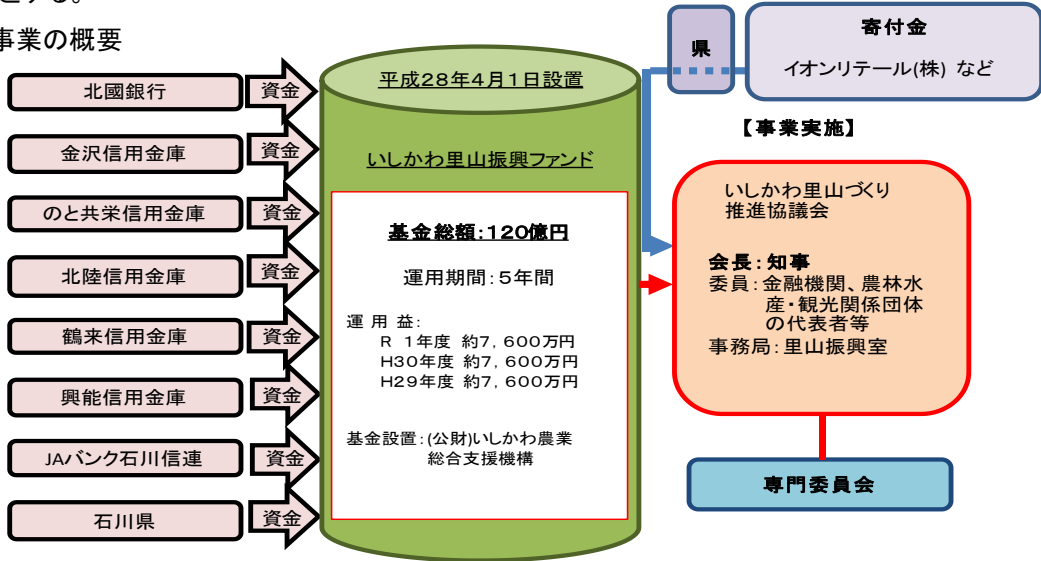 とする。
事業の概要
北國銀行
資金
金沢信用金庫
資金
のと共栄信用金庫
資金
北陸信用金庫
資金
鶴来信用金庫
資金
興能信用金庫
資金
JAバンク石川信連
資金
石川県
資金
平成28年4月1日設置
いしかわ里山振興ファンド
基金総額:120億円
運用期間:5年間
運 用 益:
R 1年度 約7,600万円
H30年度 約7,600万円
H29年度 約7,600万円
基金設置:(公財)いしかわ農業
総合支援機構
県
寄付金
イオンリテール(株) など
【事業実施】
いしかわ里山づくり
推進協議会
会長:知事
委員:金融機関、農林水
産・観光関係団体
の代表者等
事務局:里山振興室
専門委員会